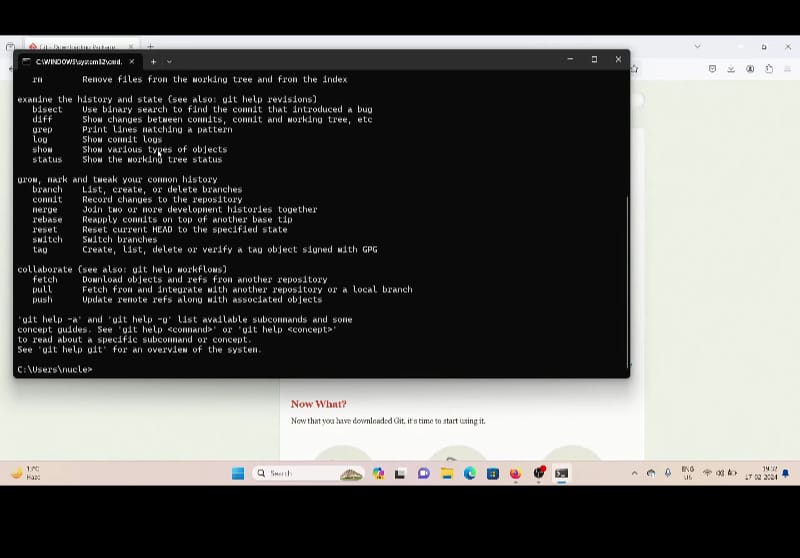 Git - Downloading Package
C:\WINDOWS\system32\cmd.
rm Remove files from the working tree and from the index
examine the history and state (see also: git help revisions)
bisect Use binary search to find the commit that introduced a bug
diff Show changes between commits, commit and working tree, etc
grep Print lines matching a pattern
log Show commit logs
show Show various types of objects
status Show the working tree status
grow, mark and tweak your common history
branch List, create, or delete branches
commit Record changes to the repository
merge Join two or more development histories together
rebase Reapply commits on top of another base tip
reset Reset current HEAD to the specified state
switch Switch branches
tag Create, list, delete or verify a tag object signed with GPG
collaborate (see also: git help workflows)
fetch Download objects and refs from another repository
pull Fetch from and integrate with another repository or a local branch
push Update remote refs along with associated objects
'git help -a' and 'git help -g' list available subcommands and some
concept guides. See 'git help <command>' or 'git help <concept>'
to read about a specific subcommand or concept.
See 'git help git' for an overview of the system.
C:\Users\nucle>
Now What?
Now that you have downloaded Git, it's time to start using it.
Haze
Search
ENG
US
17-02-2024